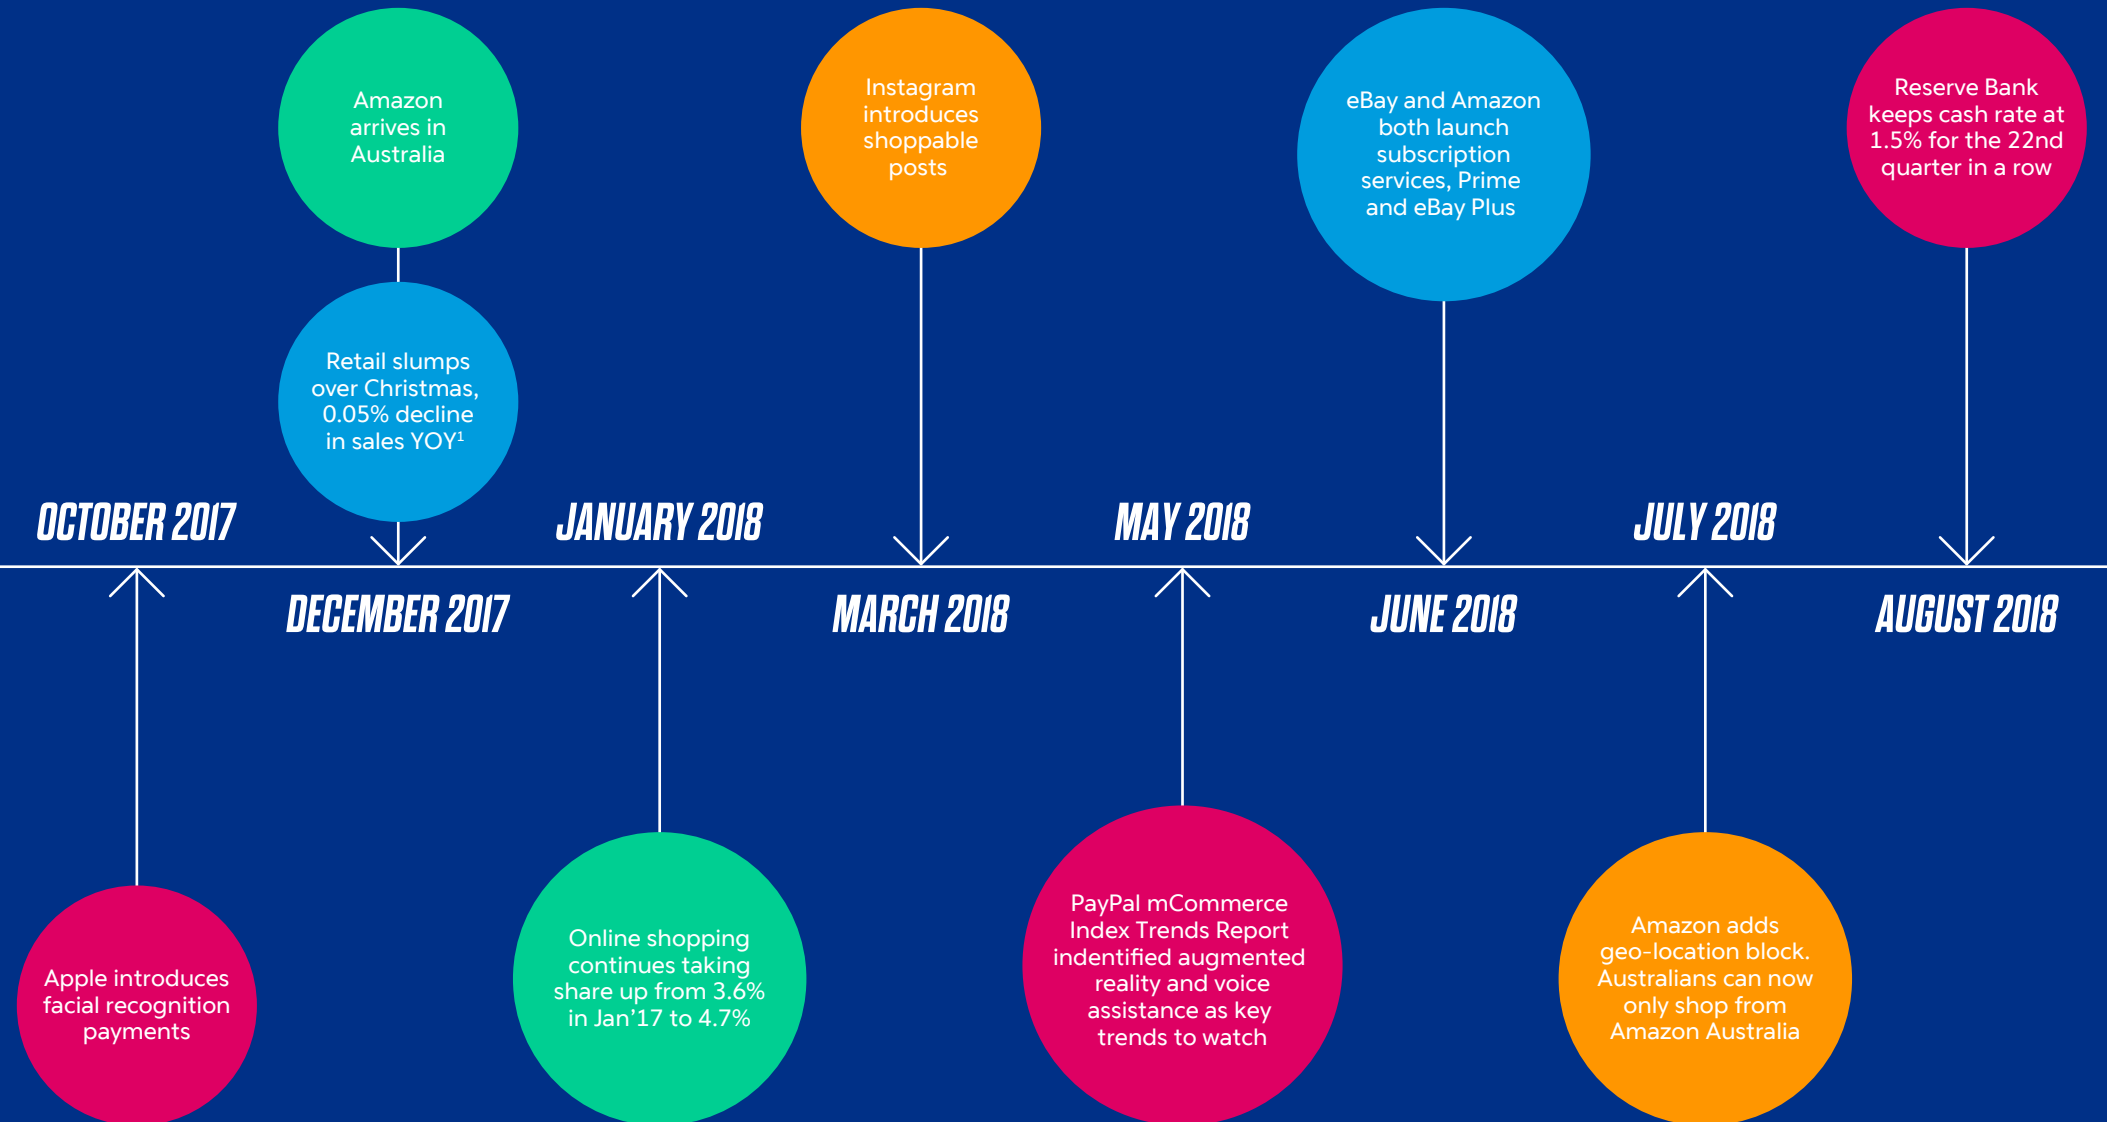 Amazon
arrives in
Australia
Instagram
introduces
shoppable
posts
eBay and Amazon
both launch
subscription
services, Prime
and eBay Plus
Reserve Bank
keeps cash rate at
1.5% for the 22nd
quarter in a row
Retail slumps
over Christmas,
0.05% decline
in sales YOY¹
OCTOBER 2017
JANUARY 2018
MAY 2018
JULY 2018
DECEMBER 2017
MARCH 2018
JUNE 2018
AUGUST 2018
Apple introduces
facial recognition
payments
Online shopping
continues taking
share up from 3.6%
in Jan’17 to 4.7%
PayPal mCommerce
Index Trends Report
indentified augmented
reality and voice
assistance as key
trends to watch
Amazon adds
geo-location block.
Australians can now
only shop from
Amazon Australia